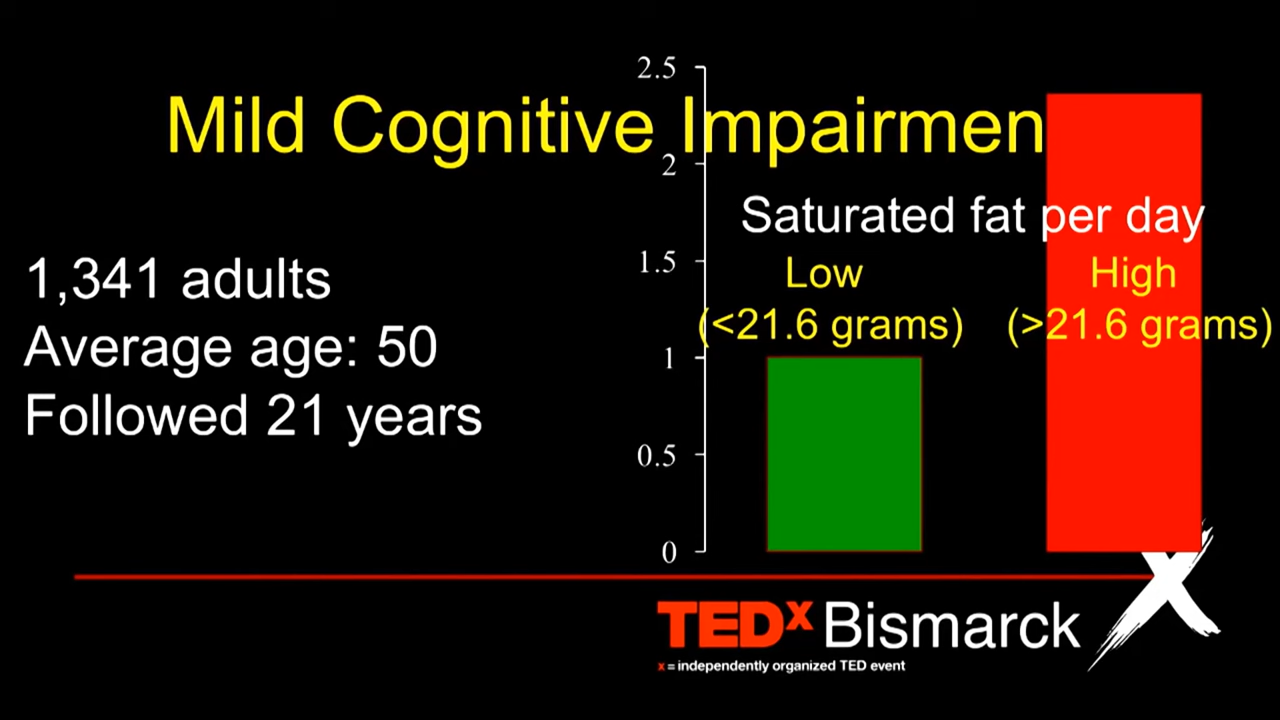 2.5
Mild Cognitive Impairmen
2
Saturated fat per day
1,341 adults
1.5
Low
High
(<21.6 grams)
(>21.6 grams)
Average age: 50
1
Followed 21 years
0.5
0
TEDx Bismarck
x = independently organized TED event